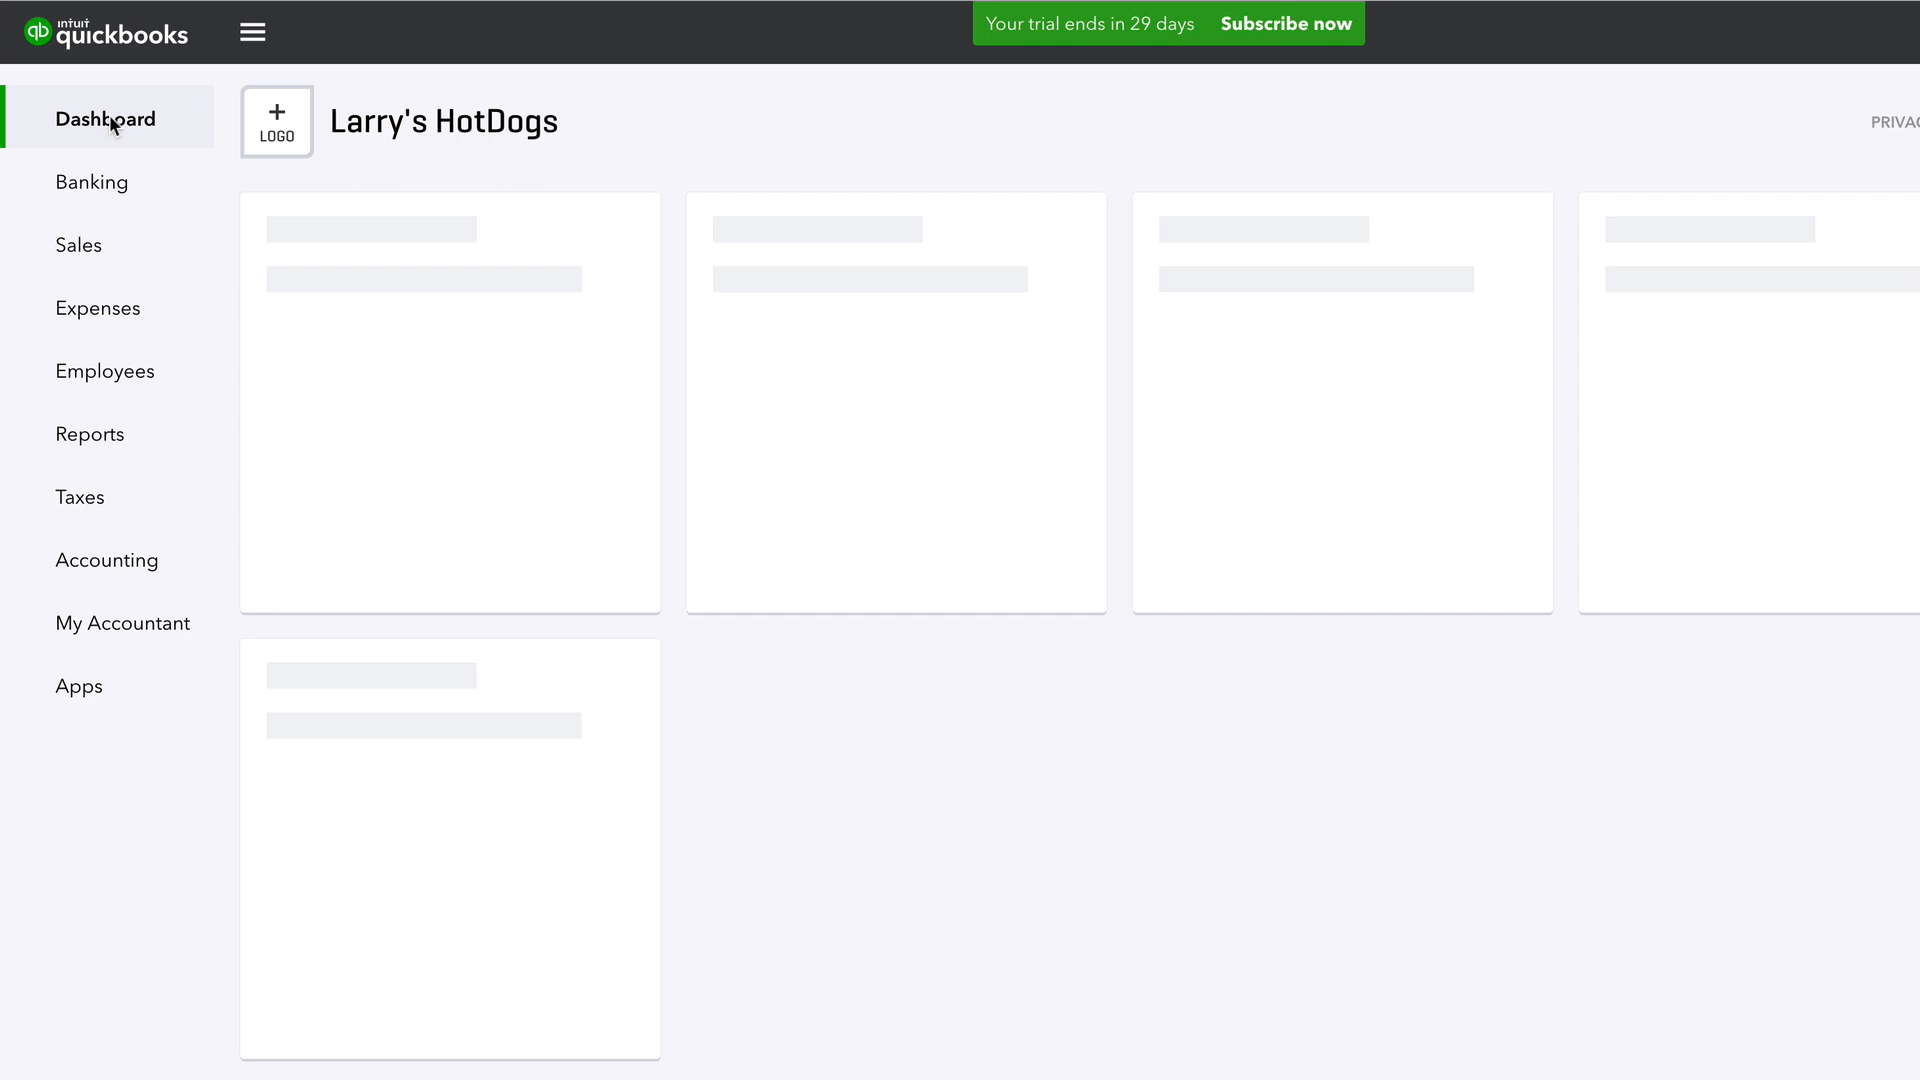 intuit
quickbooks
Your trial ends in 29 days Subscribe now
Dashboard
Banking
Sales
Expenses
Employees
Reports
Taxes
Accounting
My Accountant
Apps
+
LOGO
Larry's HotDogs
PRIVAC